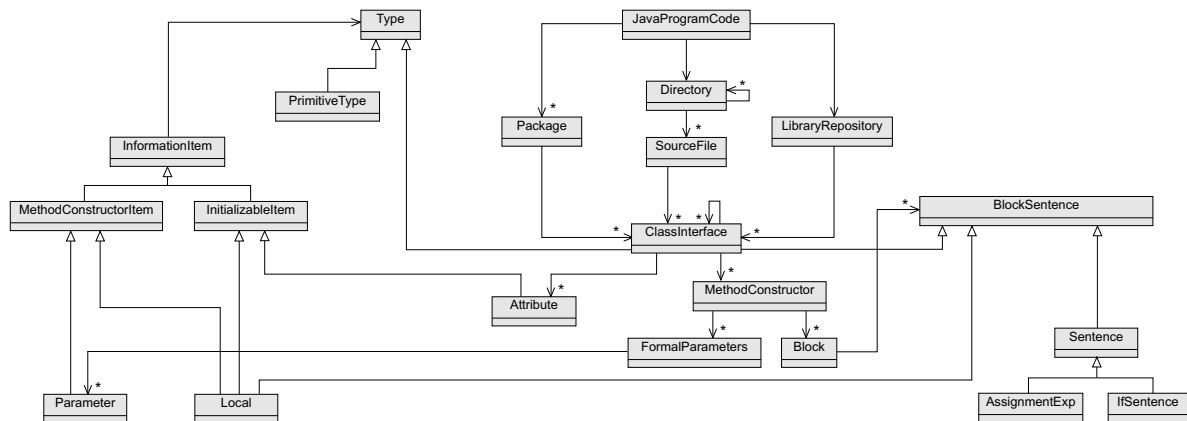 Type
JavaProgramCode
*
*
Directory
PrimitiveType
*
*
Package
LibraryRepository
InformationItem
SourceFile
MethodConstructorItem
InitializableItem
*
BlockSentence
*
*
*
*
ClassInterface
*
*
MethodConstructor
Attribute
*
*
Sentence
FormalParameters
Block
*
Parameter
Local
AssignmentExp
IfSentence